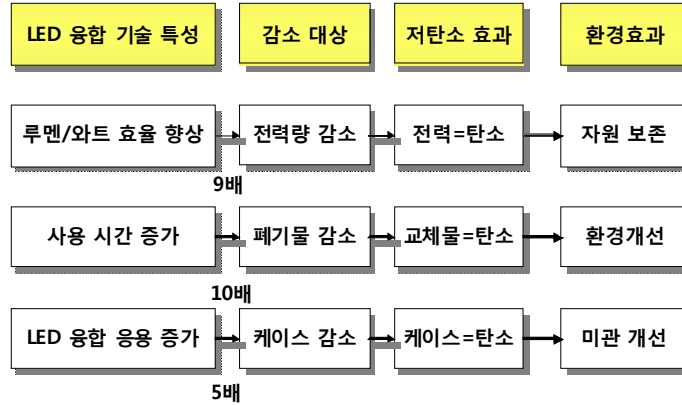 LED 융합 기술 특성 감소 대상 저탄소 효과 환경효과
루멘/와트 효율 향상 전력량 감소 전력=탄소 자원 보존
9배
사용 시간 증가 폐기물 감소 교체물=탄소 환경개선
10배
LED 융합 응용 증가 케이스 감소 케이스=탄소 미관 개선
5배